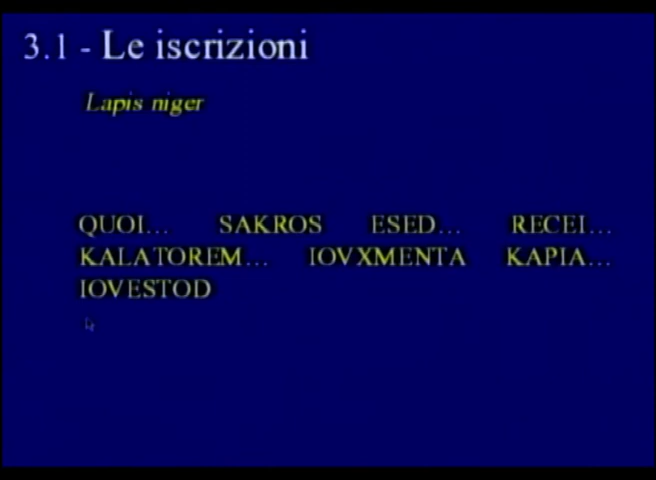 3.1 - Le iscrizioni
Lapis niger
QUOI... SAKROS ESED... RECEI...
KALATOREM... IOVXMENTA KAPIA...
IOVESTOD